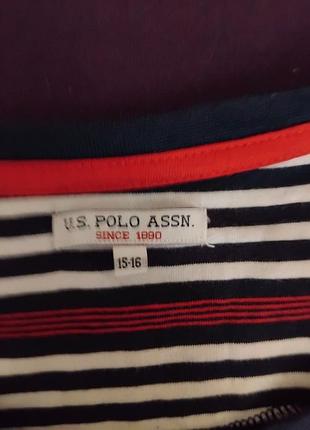 U.S. POLO ASSN.
SINCE 1890
15-16